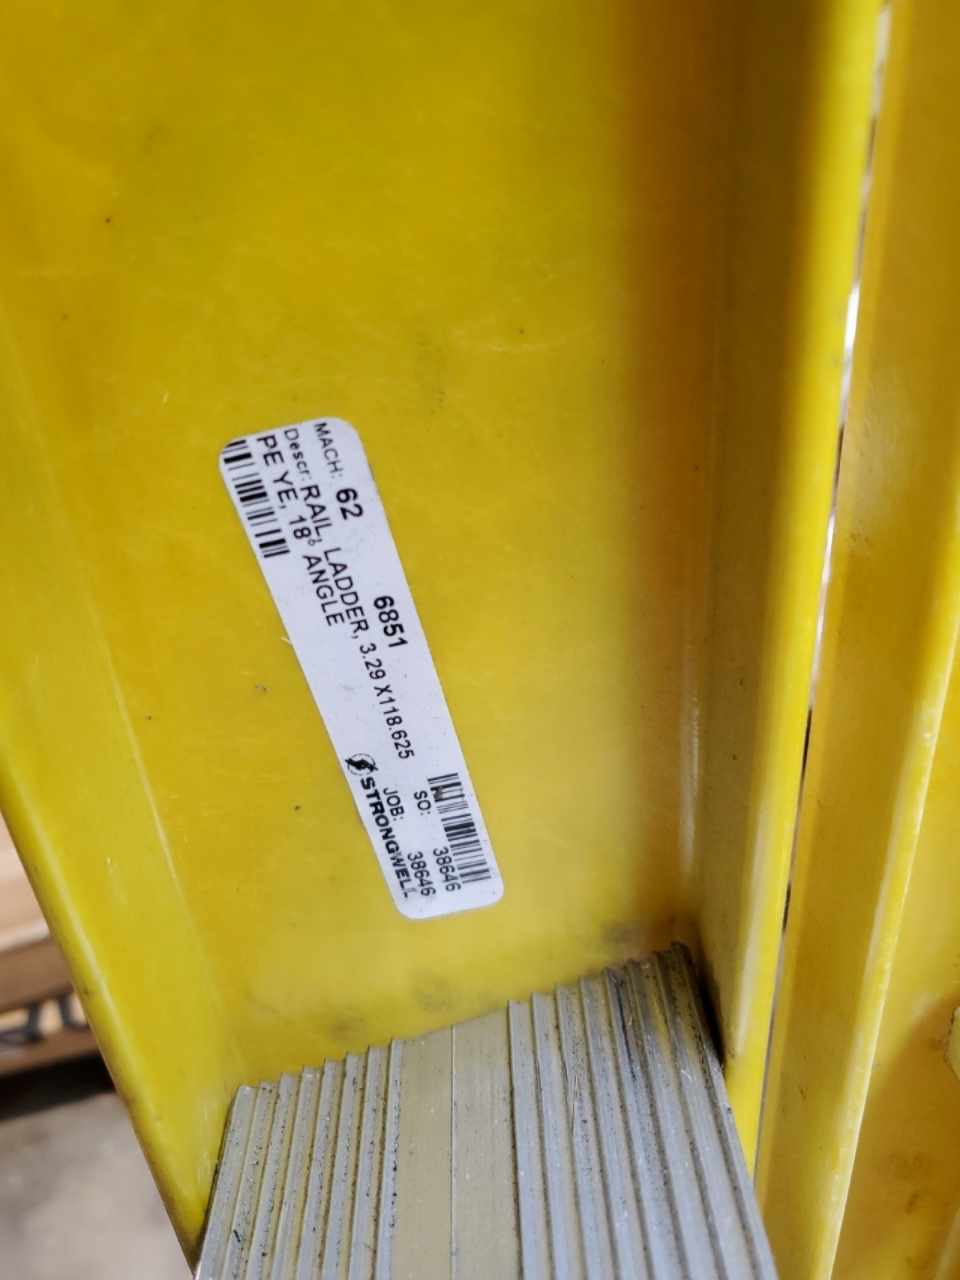 MACH: 62 6851 SO: 38646
Descr: RAIL, LADDER, 3.29 X118.625 JOB: 38646
PE YE, 18° ANGLE
STRONGWELL